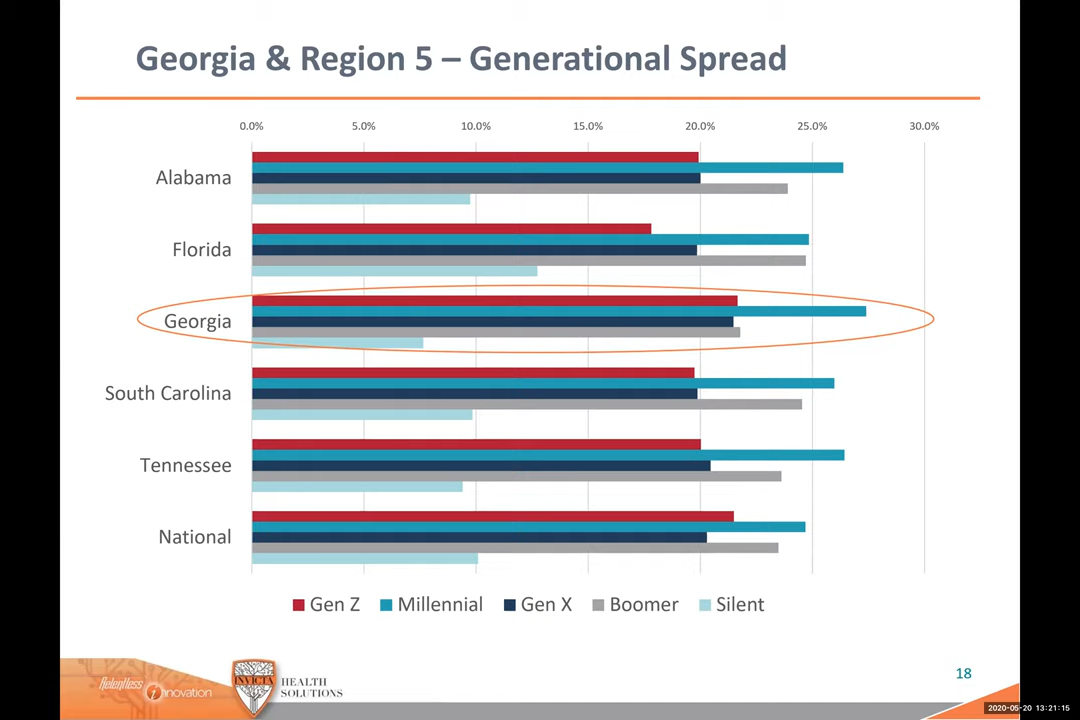 Georgia & Region 5 – Generational Spread
0.0% 5.0% 10.0% 15.0% 20.0% 25.0% 30.0%
Alabama
Florida
Georgia
South Carolina
Tennessee
National
Gen Z Millennial Gen X Boomer Silent
Relentless
innovation
INVICTA
HEALTH
SOLUTIONS
18
2020-05-20 13:21:15